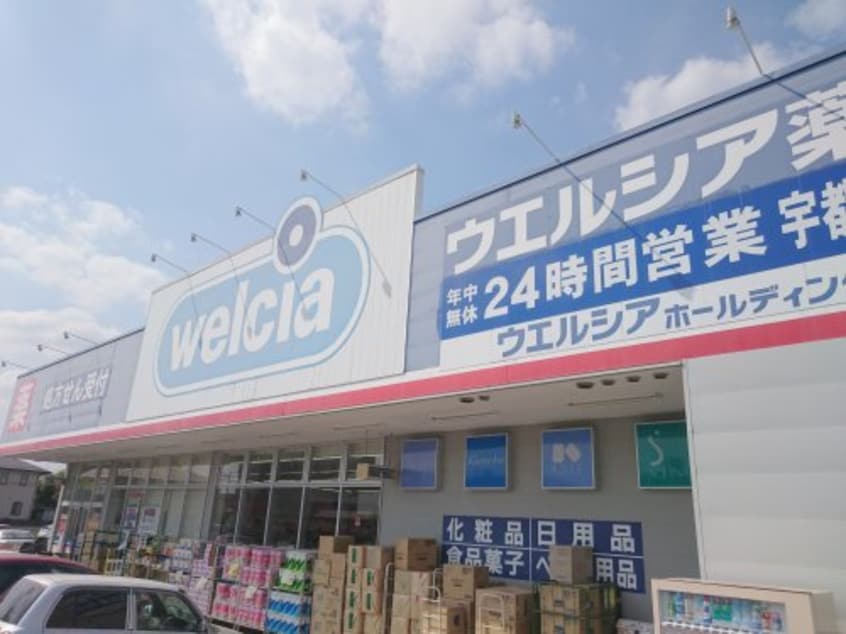 薬
処方せん受付
welcia
ウエルシア薬
年中無休
24時間営業
宇都
ウエルシア ホールディン
化粧品 日用品
食品菓子 ペ 用品